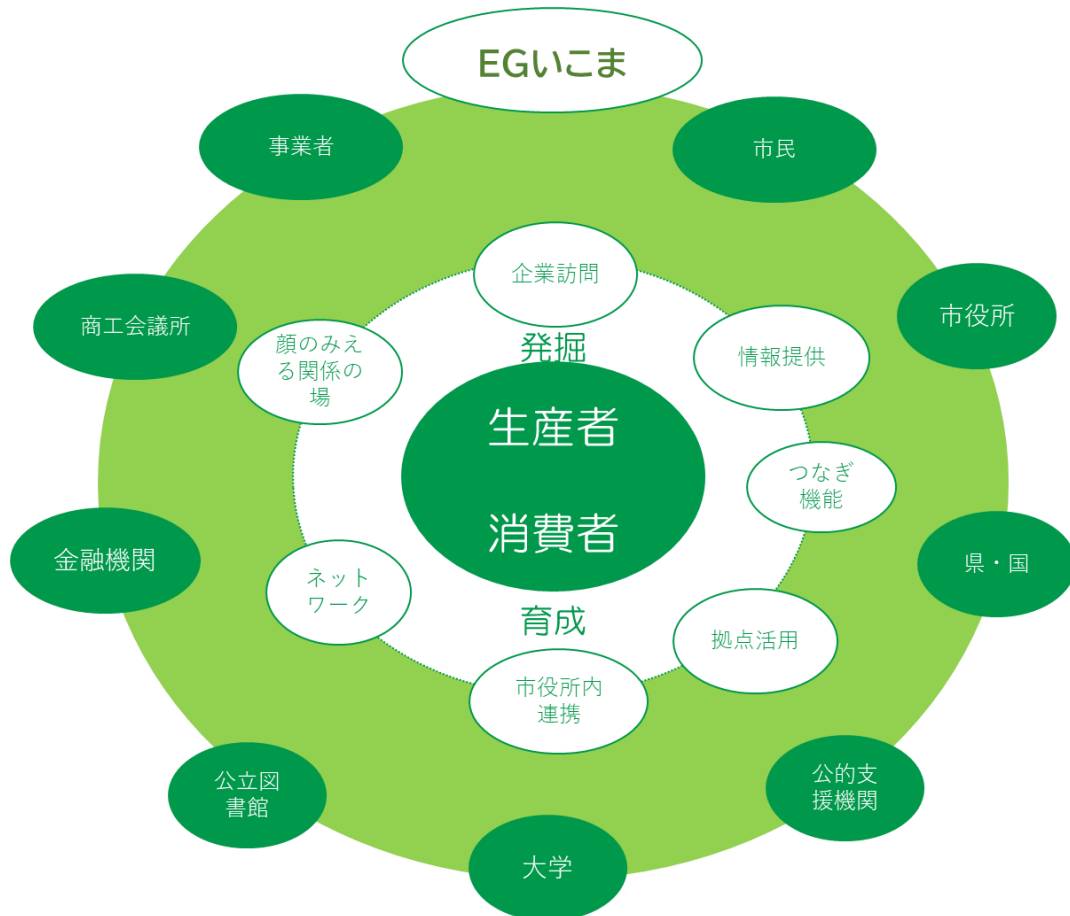 EGいこま
事業者
市民
企業訪問
商工会議所
市役所
顔のみえ
る関係の
場
発掘
情報提供
生産者
消費者
つなぎ
機能
金融機関
ネット
ワーク
県・国
育成
拠点活用
市役所内
連携
公立図
書館
公的支
援機関
大学